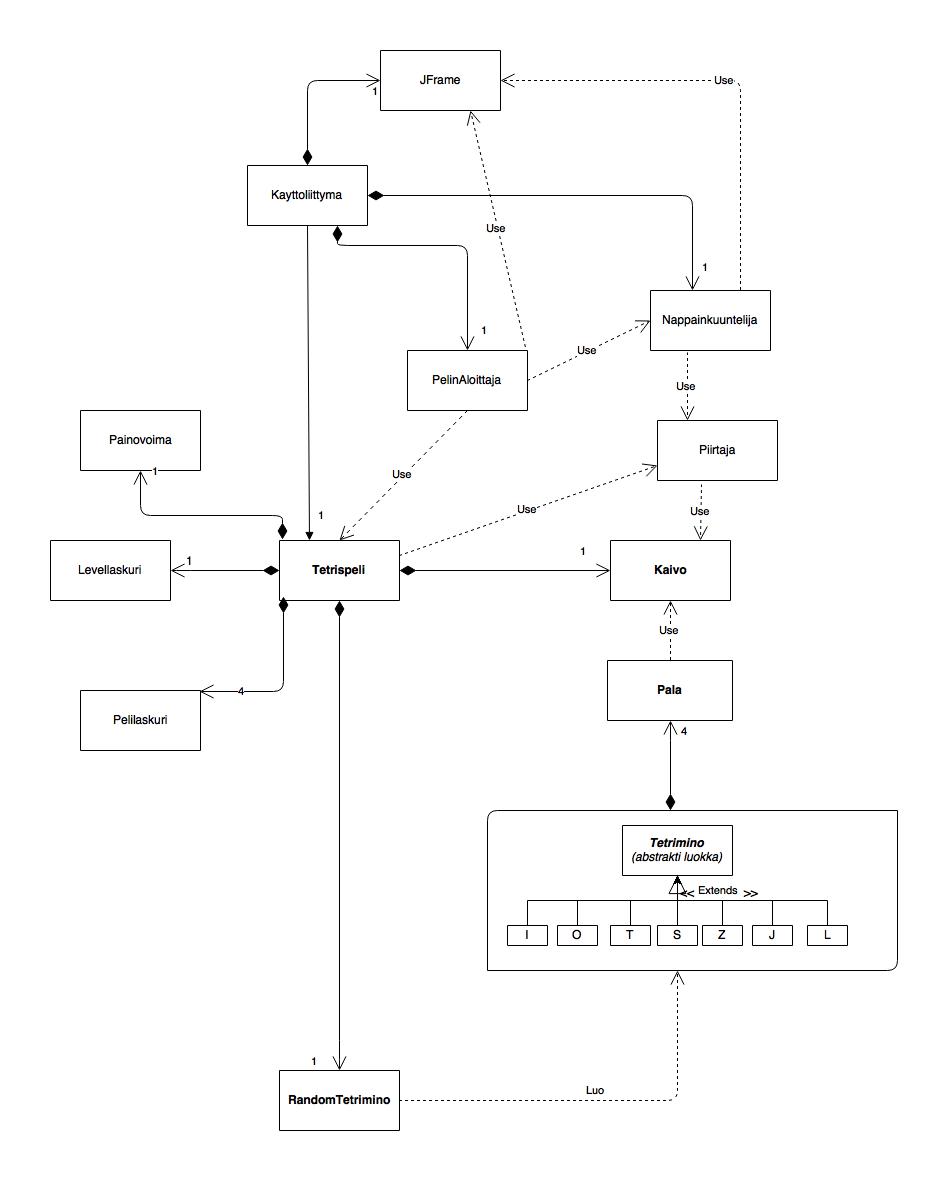 JFrame
1
Use
Kayttoliittyma
Use
1
Nappainkuuntelija
1
Use
PelinAloittaja
Use
Painovoima
Piirtaja
1
Use
Use
Use
1
1
1
Levellaskuri
Tetrispeli
Kaivo
Use
4
Pala
Pelilaskuri
4
Tetrimino
(abstrakti luokka)
<< Extends >>
I O T S Z J L
1
Luo
RandomTetrimino